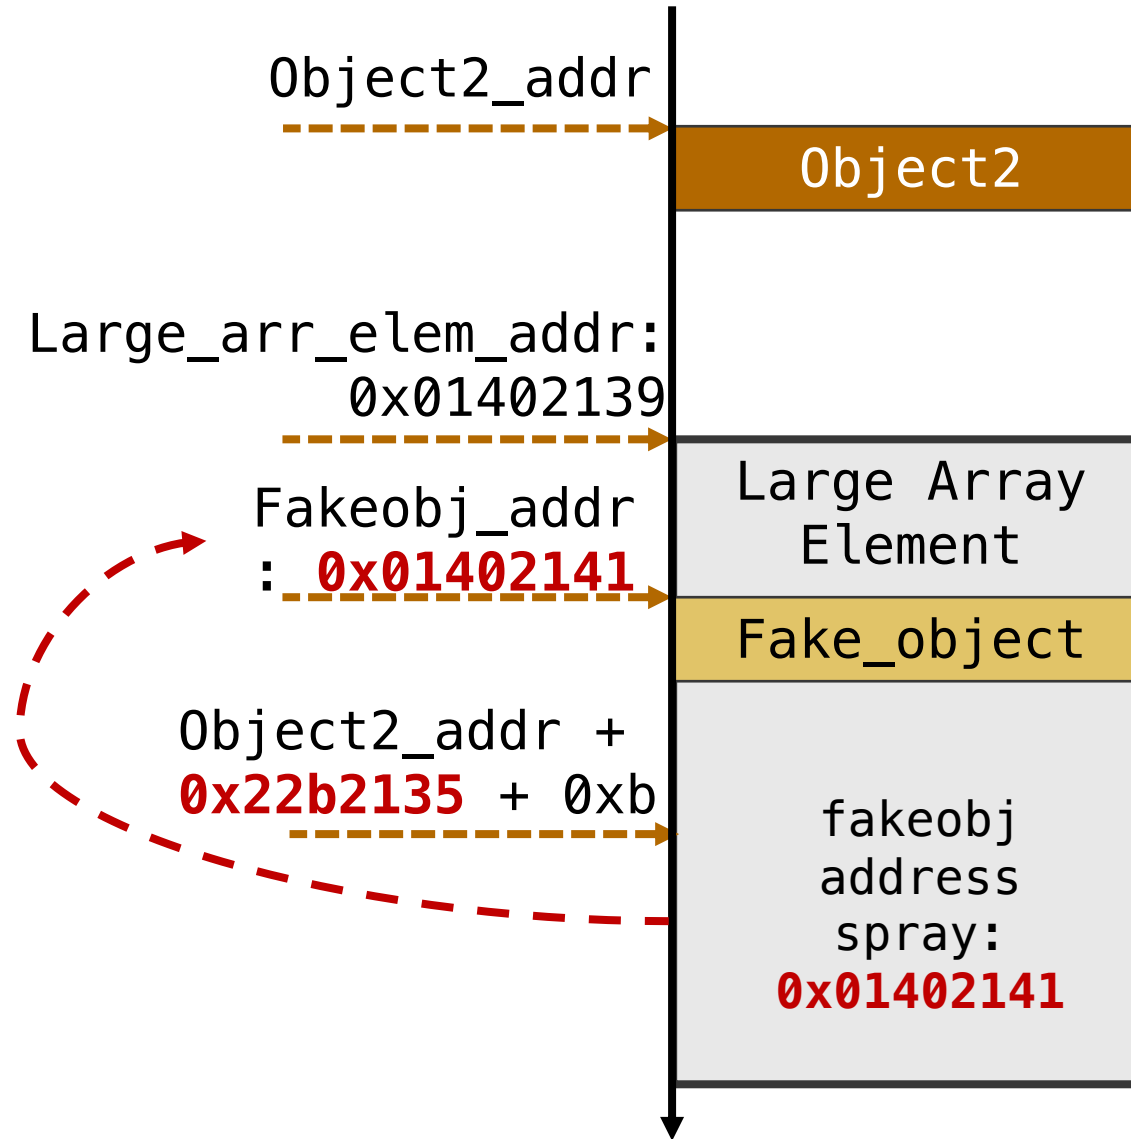 Object2_addr
Object2
Large_arr_elem_addr:
0x01402139
Large Array
Element
Fakeobj_addr
: 0x01402141
Fake_object
Object2_addr +
0x22b2135 + 0xb
fakeobj
address
spray:
0x01402141